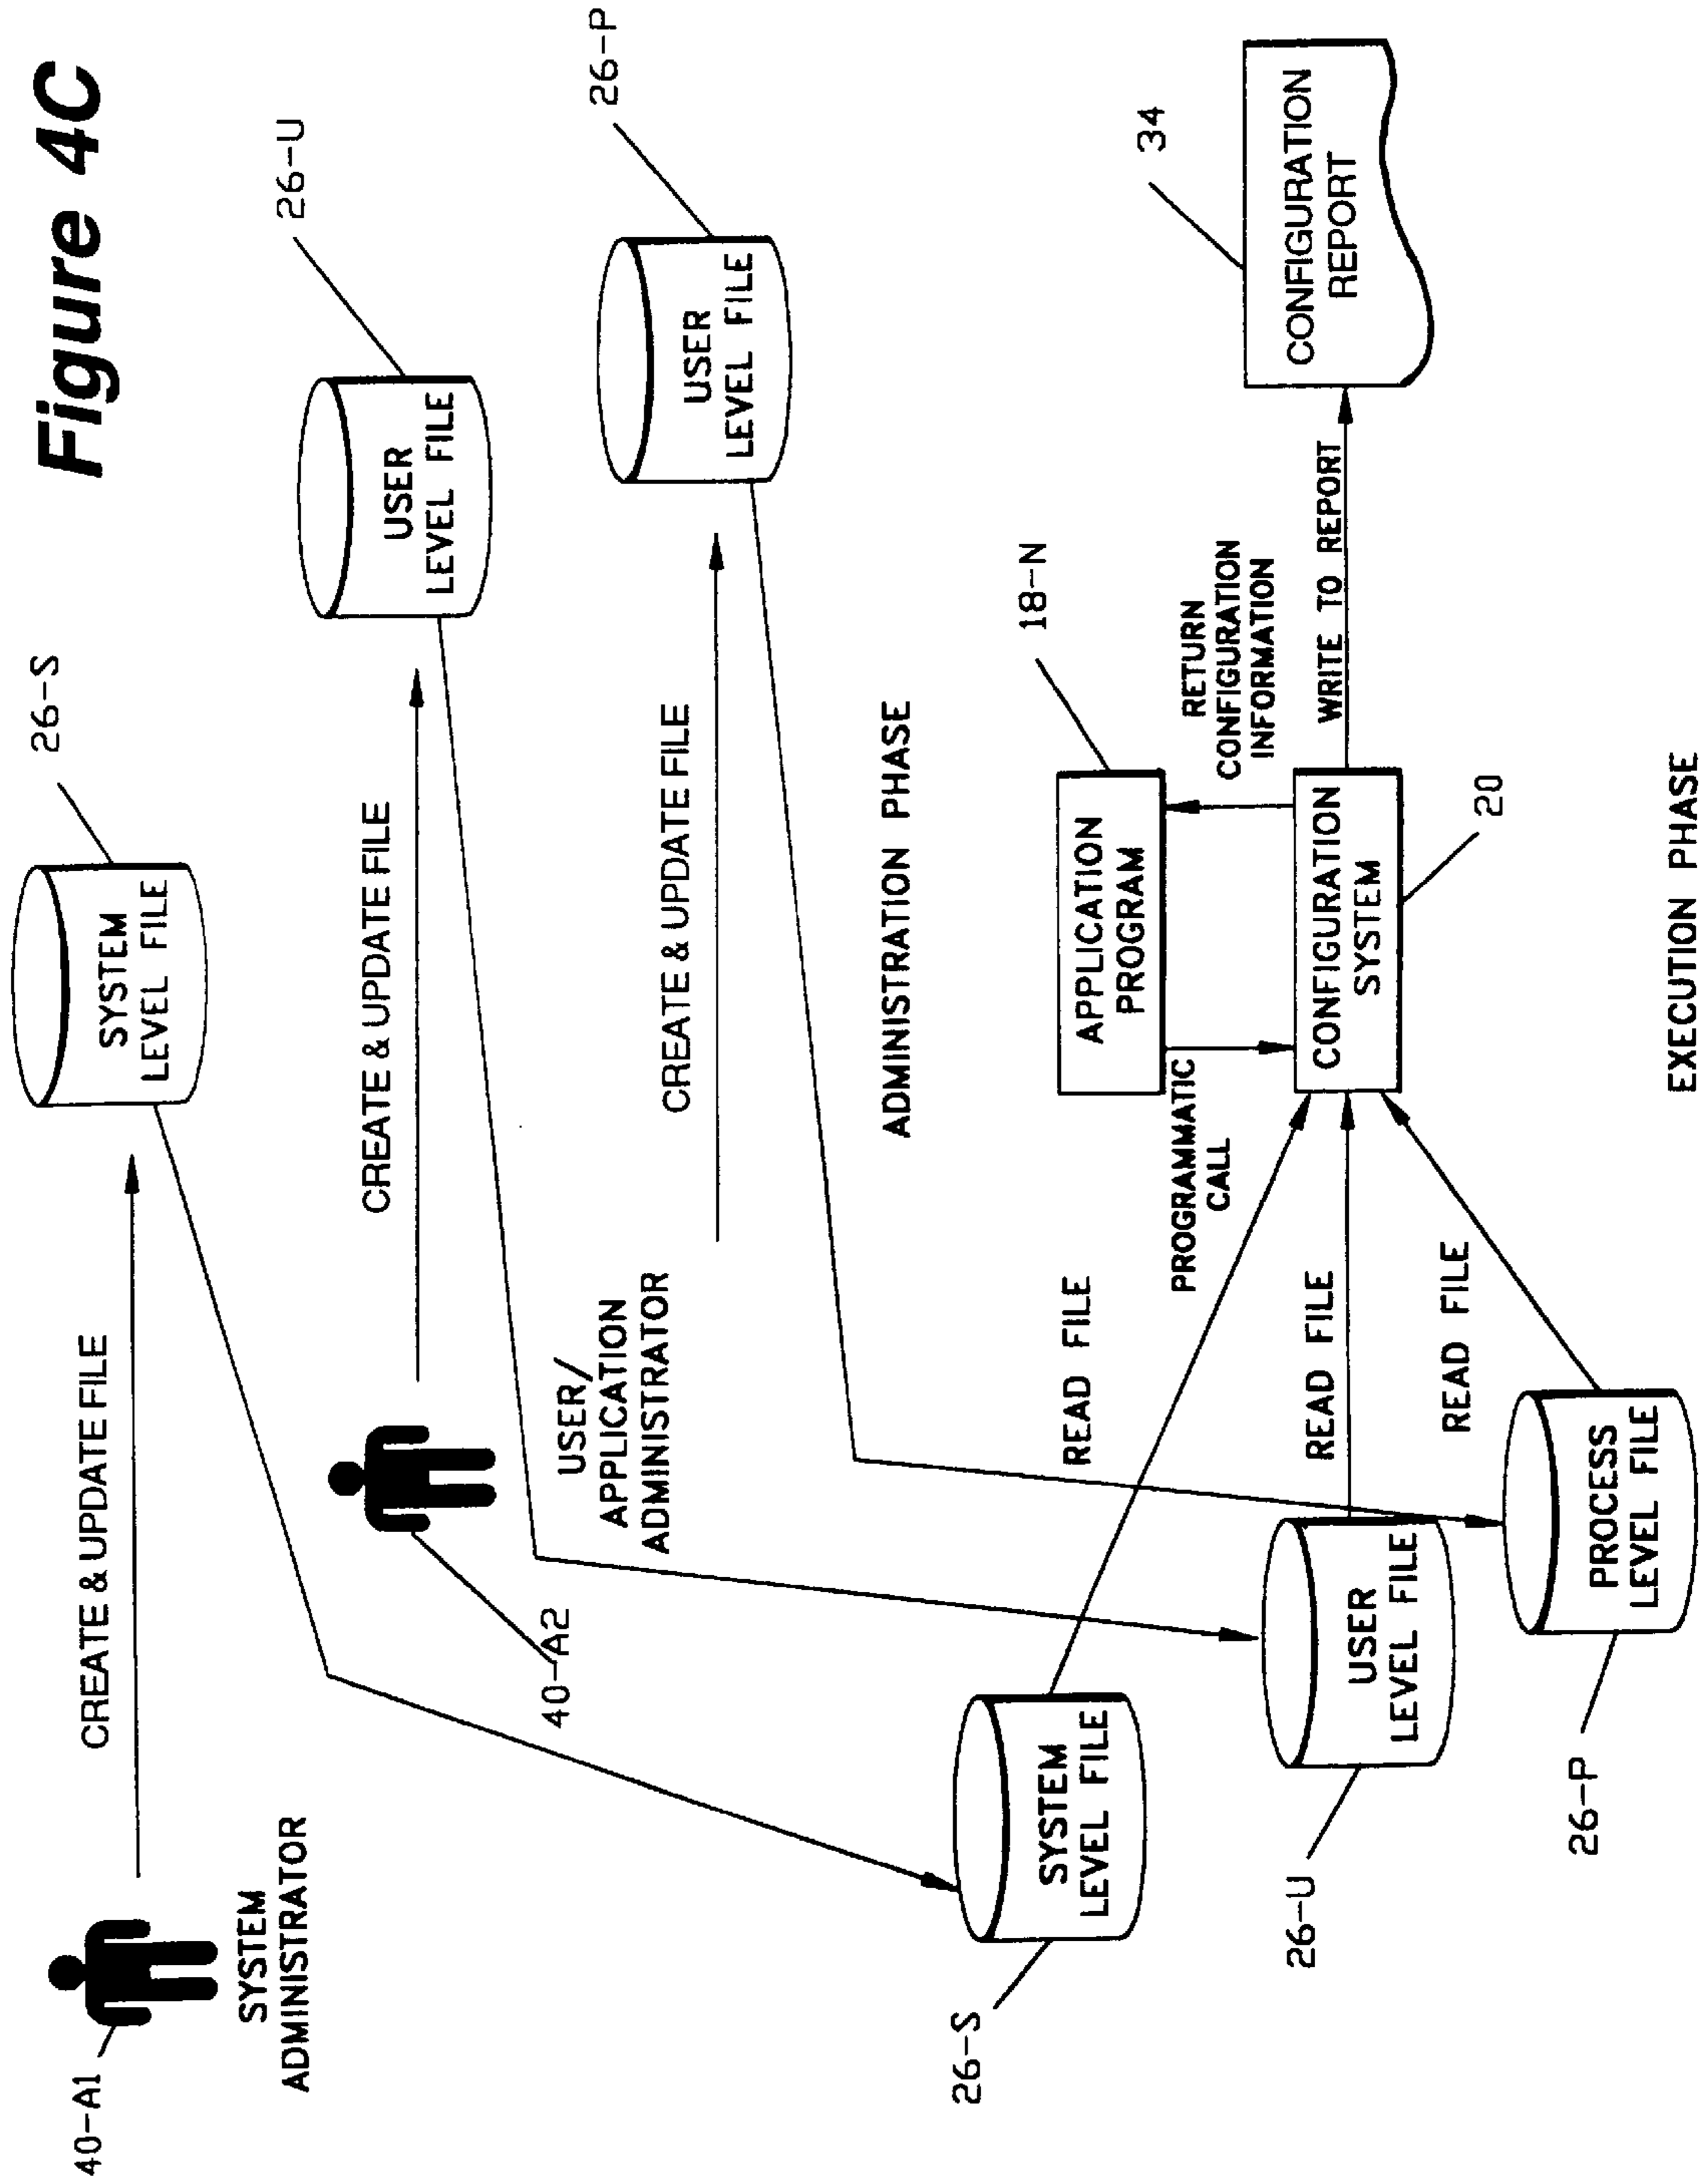 Figure 4C
40-A1
SYSTEM
ADMINISTRATOR
CREATE & UPDATE FILE
SYSTEM
LEVEL FILE
26-S
40-A2
USER/
APPLICATION
ADMINISTRATOR
CREATE & UPDATE FILE
USER
LEVEL FILE
26-U
CREATE & UPDATE FILE
USER
LEVEL FILE
26-P
ADMINISTRATION PHASE
26-S
SYSTEM
LEVEL FILE
READ FILE
26-U
USER
LEVEL FILE
READ FILE
26-P
PROCESS
LEVEL FILE
READ FILE
PROGRAMMATIC
CALL
APPLICATION
PROGRAM
18-N
RETURN
CONFIGURATION
INFORMATION
CONFIGURATION
SYSTEM
20
WRITE TO REPORT
CONFIGURATION
REPORT
34
EXECUTION PHASE